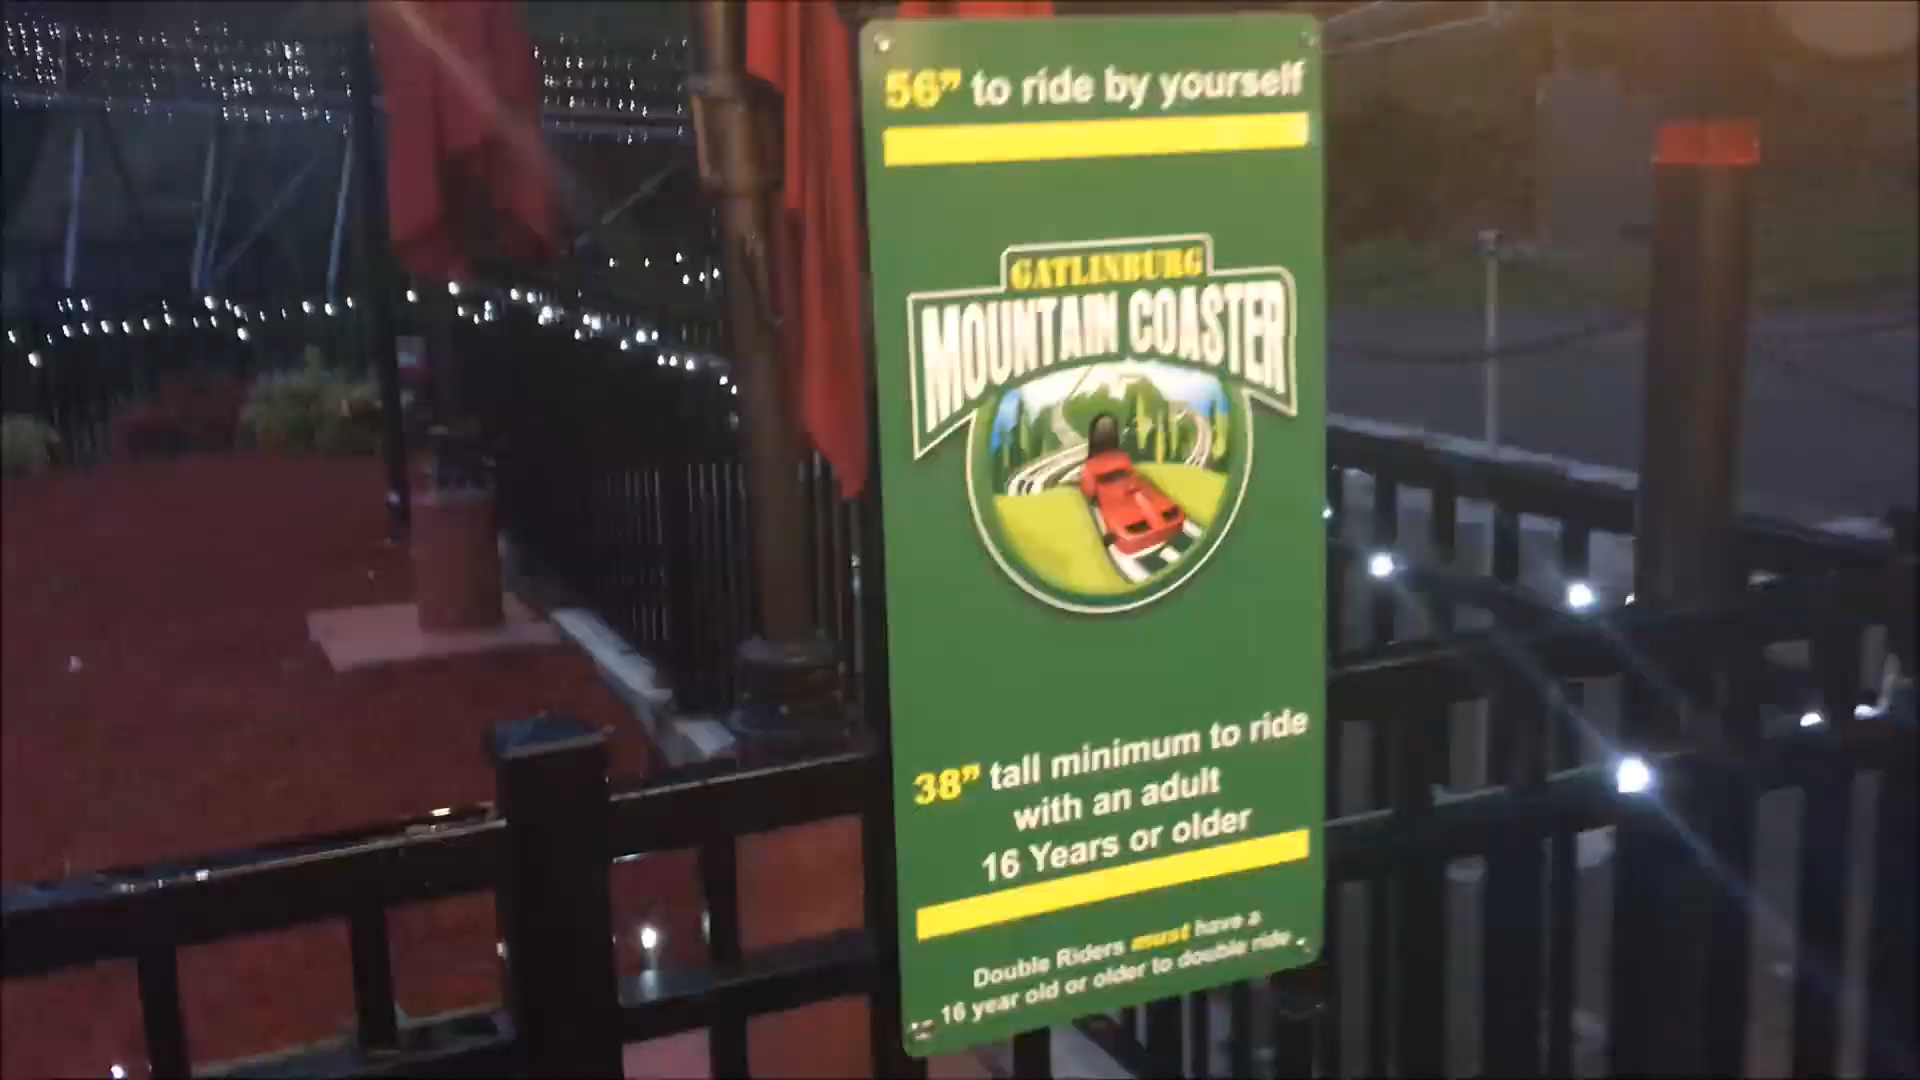 56” to ride by yourself
GATLINBURG
MOUNTAIN COASTER
38” tall minimum to ride
with an adult
16 Years or older
Double Riders must have a
16 year old or older to double ride